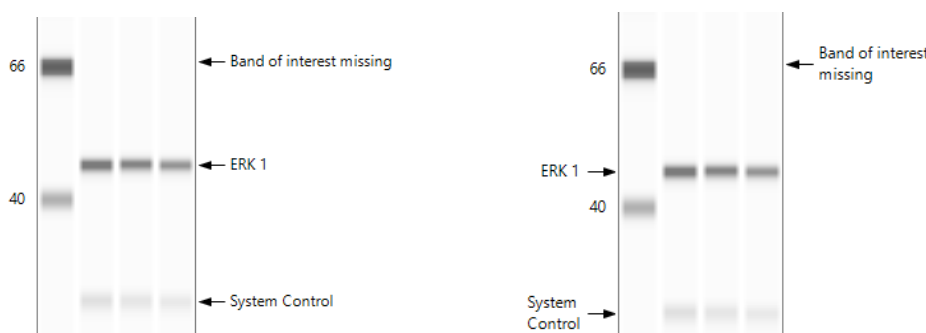 66
Band of interest missing
ERK 1
40
System Control
66
Band of interest
missing
ERK 1
40
System
Control